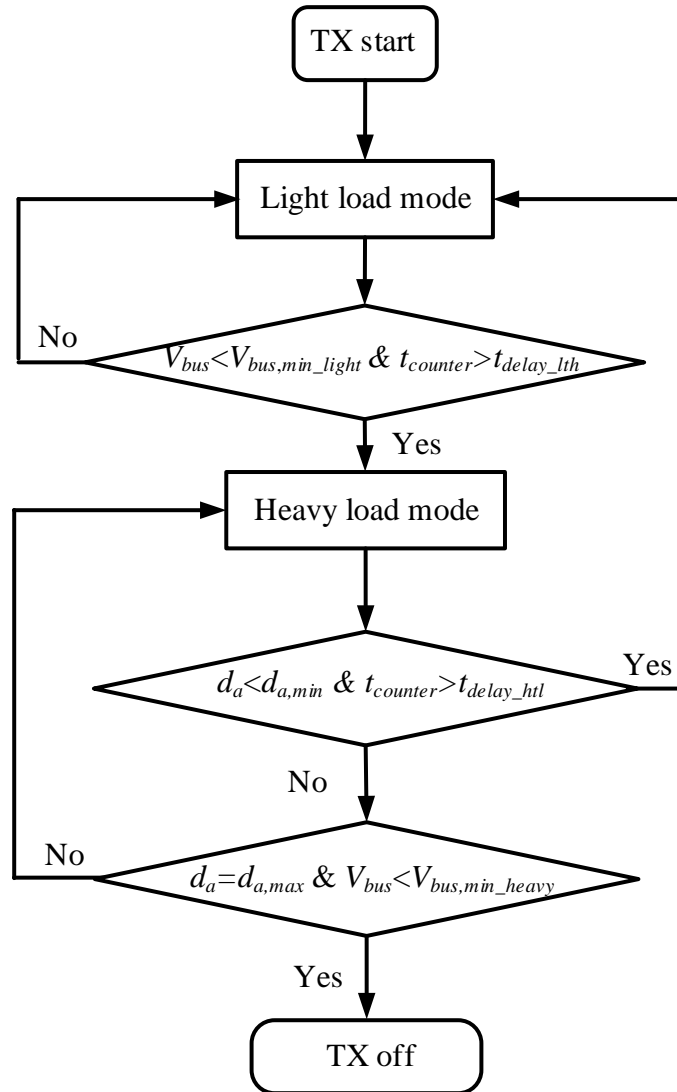 TX start
Light load mode
No
V_bus<V_bus,min_light & t_counter>t_delay_lth
Yes
Heavy load mode
d_a<d_a,min & t_counter>t_delay_htl
Yes
No
No
d_a=d_a,max & V_bus<V_bus,min_heavy
Yes
TX off